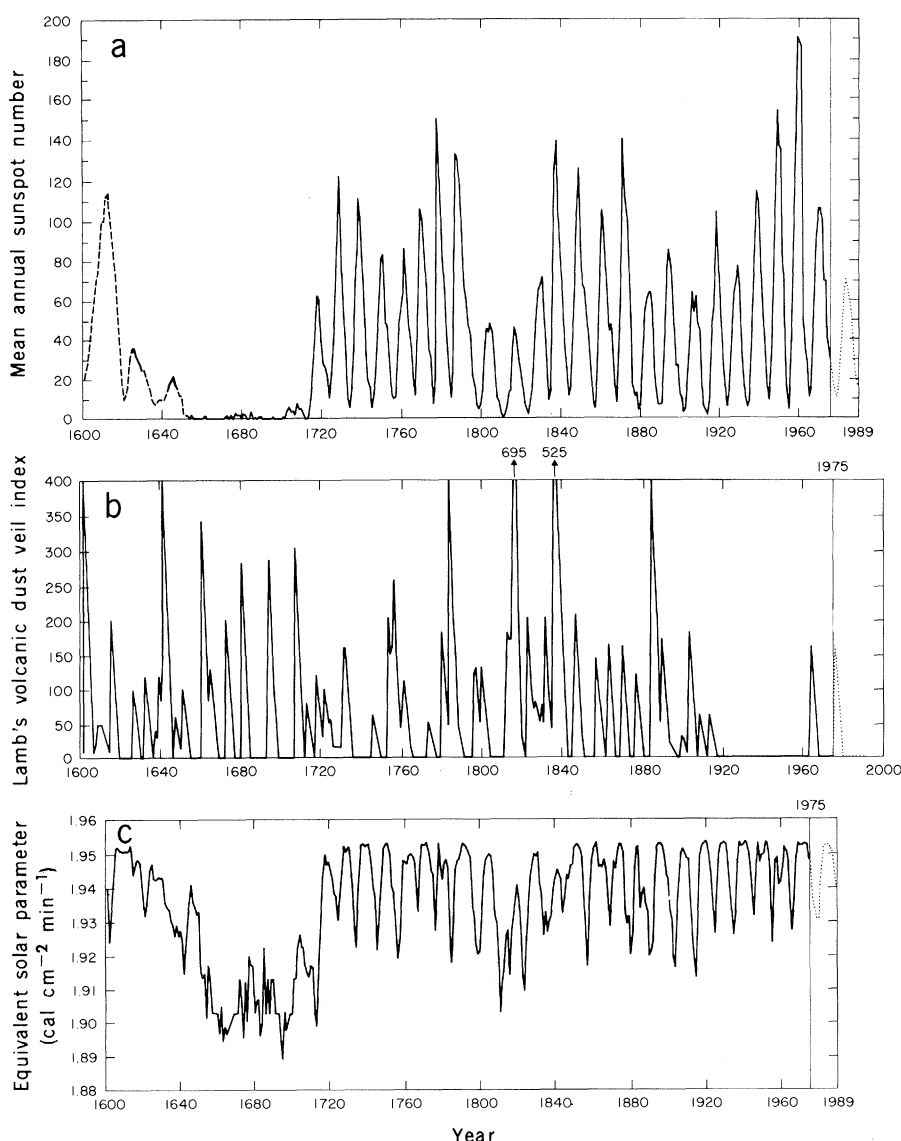 a
Mean annual sunspot number
200
180
160
140
120
100
80
60
40
20
0
1600 1640 1680 1720 1760 1800 1840 1880 1920 1960 1989
b
Lamb's volcanic dust veil index
695 525
1975
400
350
300
250
200
150
100
50
0
1600 1640 1680 1720 1760 1800 1840 1880 1920 1960 2000
c
Equivalent solar parameter
(cal cm⁻² min⁻¹)
1975
1.96
1.95
1.94
1.93
1.92
1.91
1.90
1.89
1.88
1600 1640 1680 1720 1760 1800 1840 1880 1920 1960 1989
Year